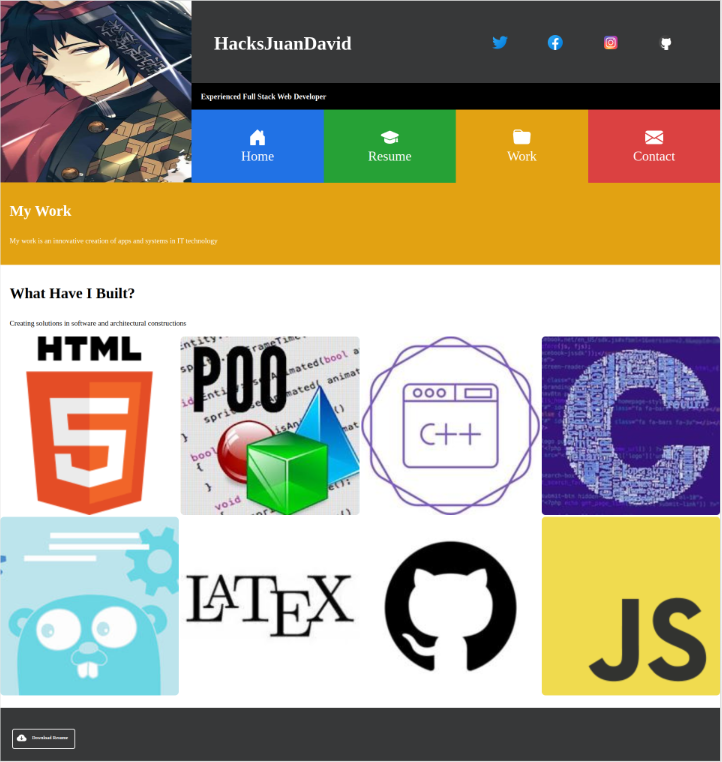 HacksJuanDavid
Experienced Full Stack Web Developer
Home
Resume
Work
Contact
My Work
My work is an innovative creation of apps and systems in IT technology
What Have I Built?
Creating solutions in software and architectural constructions
HTML
5
POO
C++
C
LATEX
JS
Download Resume